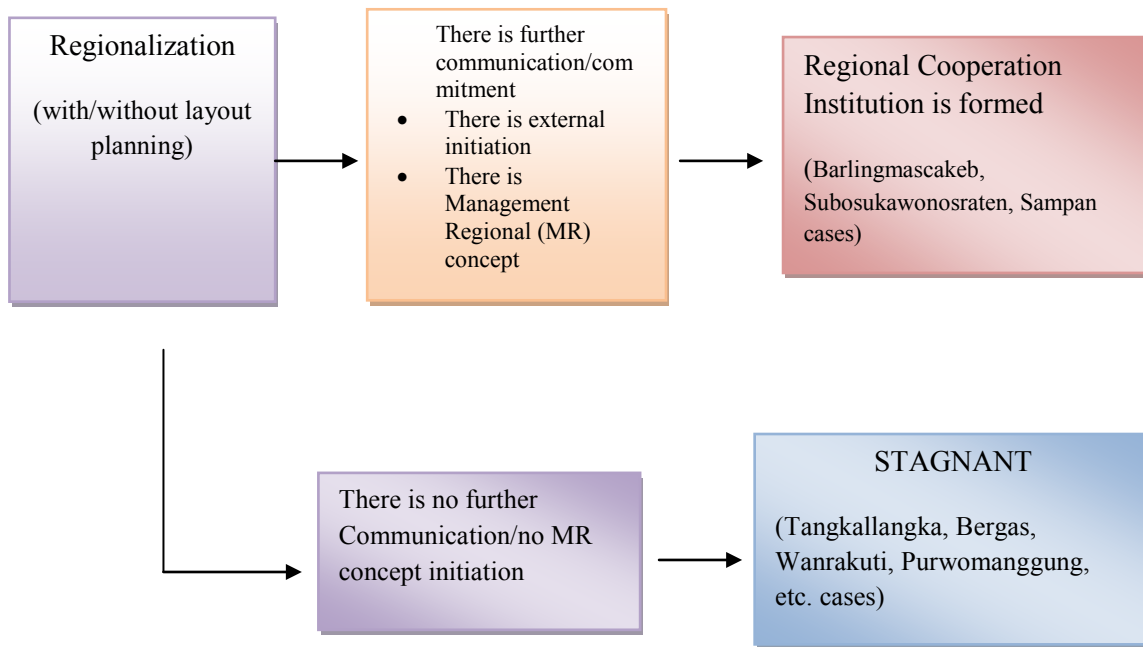 Regionalization
(with/without layout
planning)
There is further
communication/com
mitment
• There is external
initiation
• There is
Management
Regional (MR)
concept
Regional Cooperation
Institution is formed
(Barlingmascakeb,
Subosukawonosraten, Sampan
cases)
There is no further
Communication/no MR
concept initiation
STAGNANT
(Tangkallangka, Bergas,
Wanrakuti, Purwomanggung,
etc. cases)